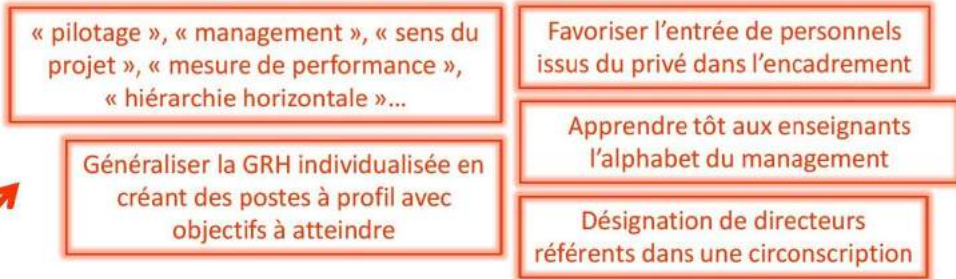 « pilotage », « management », « sens du
projet », « mesure de performance »,
« hiérarchie horizontale »...
Généraliser la GRH individualisée en
créant des postes à profil avec
objectifs à atteindre
Favoriser l’entrée de personnels
issus du privé dans l’encadrement
Apprendre tôt aux enseignants
l’alphabet du management
Désignation de directeurs
référents dans une circonscription